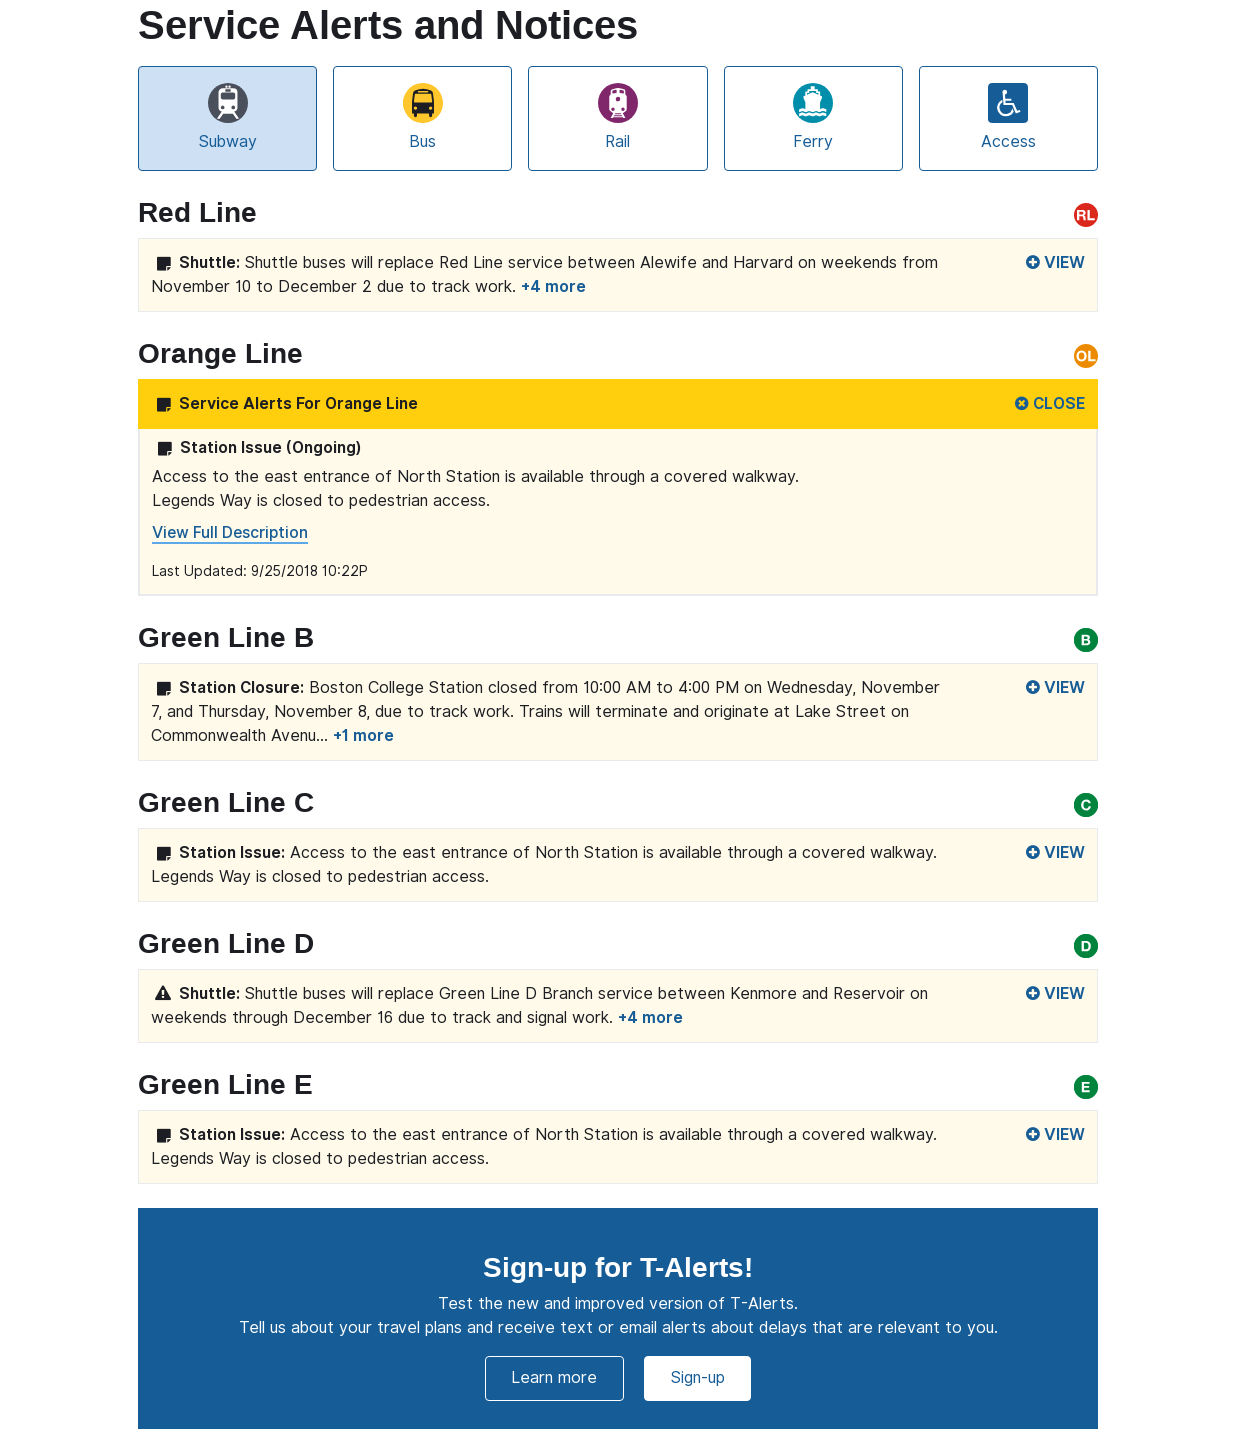 Service Alerts and Notices
Subway
Bus
Rail
Ferry
Access
Red Line
RL
Shuttle: Shuttle buses will replace Red Line service between Alewife and Harvard on weekends from
November 10 to December 2 due to track work. +4 more
VIEW
Orange Line
OL
Service Alerts For Orange Line
CLOSE
Station Issue (Ongoing)
Access to the east entrance of North Station is available through a covered walkway.
Legends Way is closed to pedestrian access.
View Full Description
Last Updated: 9/25/2018 10:22P
Green Line B
B
Station Closure: Boston College Station closed from 10:00 AM to 4:00 PM on Wednesday, November
7, and Thursday, November 8, due to track work. Trains will terminate and originate at Lake Street on
Commonwealth Avenu... +1 more
VIEW
Green Line C
C
Station Issue: Access to the east entrance of North Station is available through a covered walkway.
Legends Way is closed to pedestrian access.
VIEW
Green Line D
D
Shuttle: Shuttle buses will replace Green Line D Branch service between Kenmore and Reservoir on
weekends through December 16 due to track and signal work. +4 more
VIEW
Green Line E
E
Station Issue: Access to the east entrance of North Station is available through a covered walkway.
Legends Way is closed to pedestrian access.
VIEW
Sign-up for T-Alerts!
Test the new and improved version of T-Alerts.
Tell us about your travel plans and receive text or email alerts about delays that are relevant to you.
Learn more
Sign-up